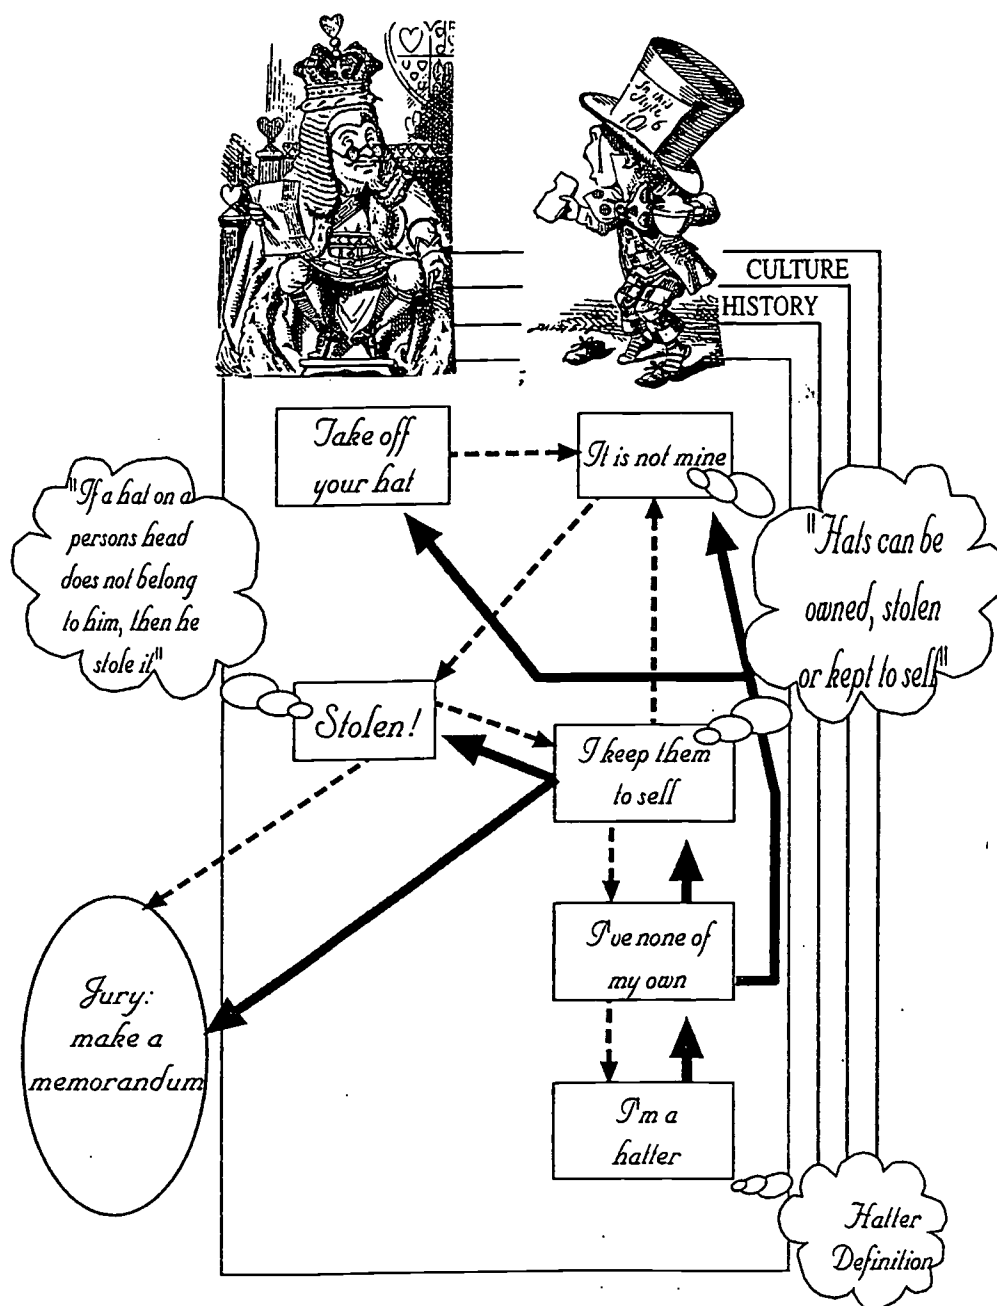 In this
Style
10/6
CULTURE
HISTORY
Take off
your hat
It is not mine
"If a hat on a
persons head
does not belong
to him, then he
stole it"
"Hats can be
owned, stolen
or kept to sell"
Stolen!
I keep them
to sell
I've none of
my own
Jury:
make a
memorandum
I'm a
hatter
Hatter
Definition